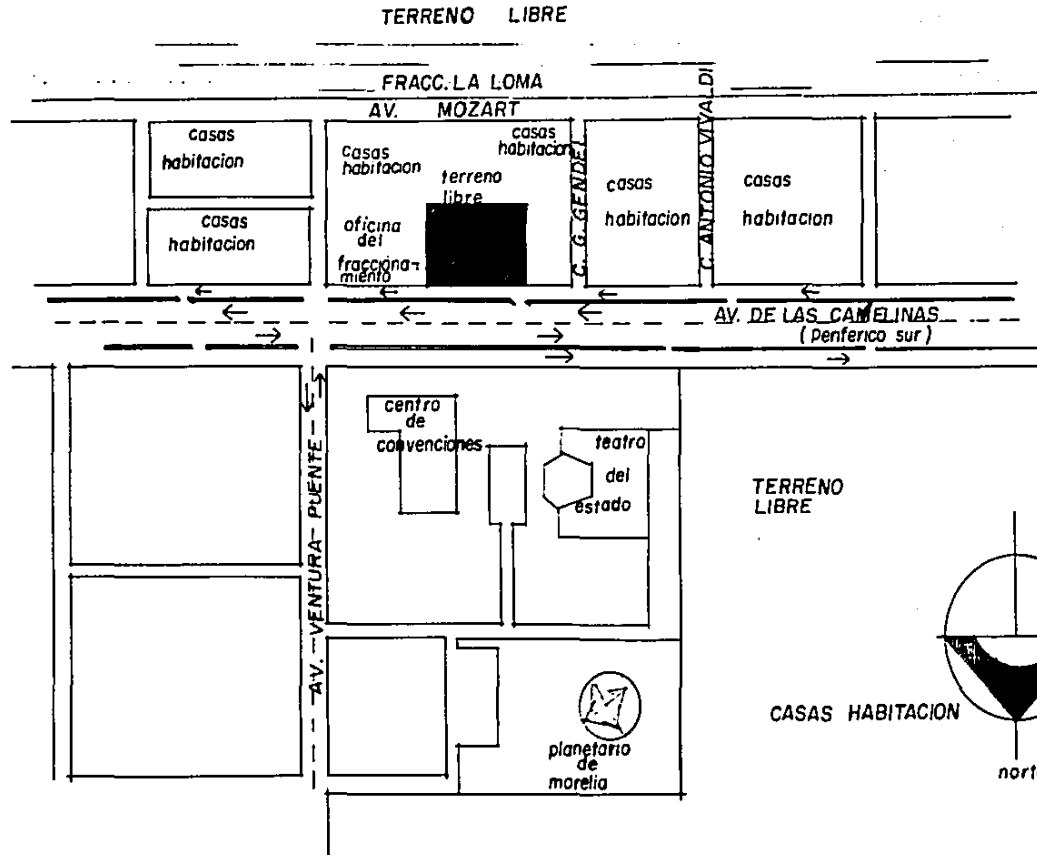 TERRENO LIBRE
FRACC. LA LOMA
AV. MOZART
casas
habitacion
casas
habitacion
casas
habitacion
casas
habitacion
terreno
libre
oficina
del
fracciona-
miento
C. G. GENDEL
casas
habitacion
C. ANTONIO VIVALDI
casas
habitacion
AV. DE LAS CAMELINAS
(Periferico sur)
AV. VENTURA PUENTE
centro
de
convenciones
teatro
del
estado
TERRENO
LIBRE
CASAS HABITACION
planetario
de
morelia
nort